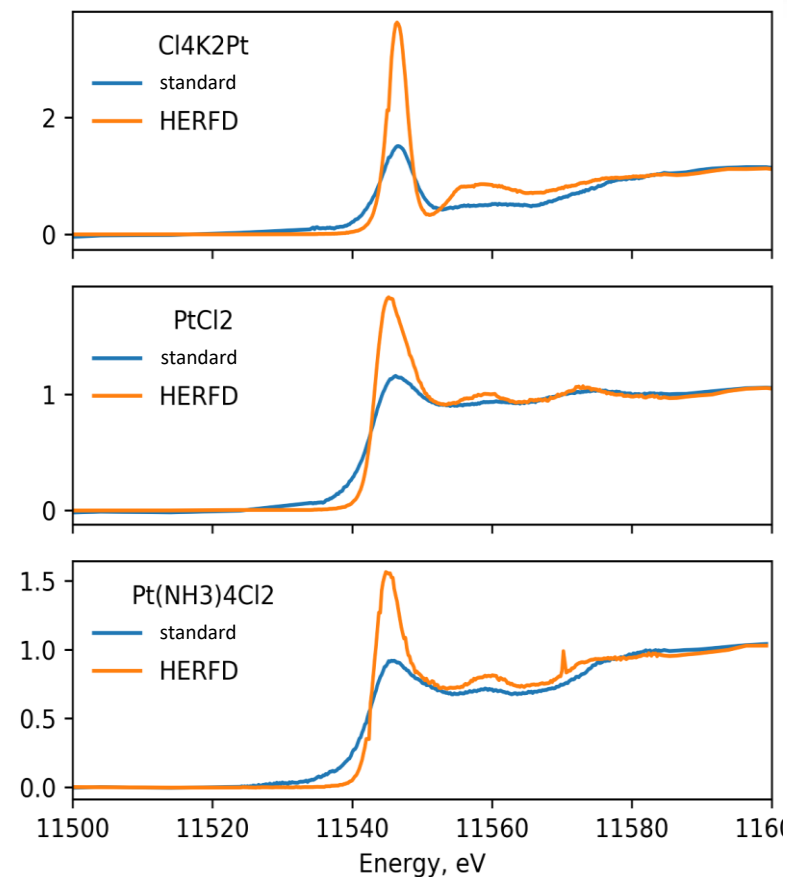 Cl4K2Pt
standard
HERFD
2
0
PtCl2
standard
HERFD
1
0
Pt(NH3)4Cl2
standard
HERFD
1.5
1.0
0.5
0.0
11500 11520 11540 11560 11580 1160
Energy, eV